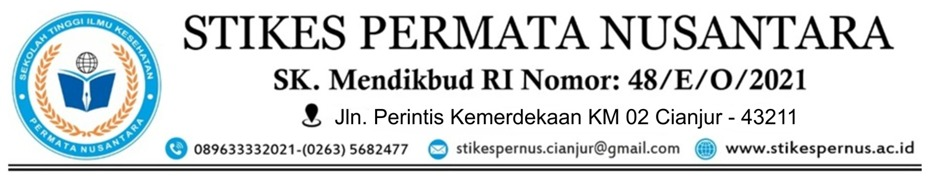 SEKOLAH TINGGI ILMU KESEHATAN
PERMATA NUSANTARA
STIKES PERMATA NUSANTARA
SK. Mendikbud RI Nomor: 48/E/O/2021
Jln. Perintis Kemerdekaan KM 02 Cianjur - 43211
089633332021-(0263) 5682477 stikespernus.cianjur@gmail.com www.stikespernus.ac.id